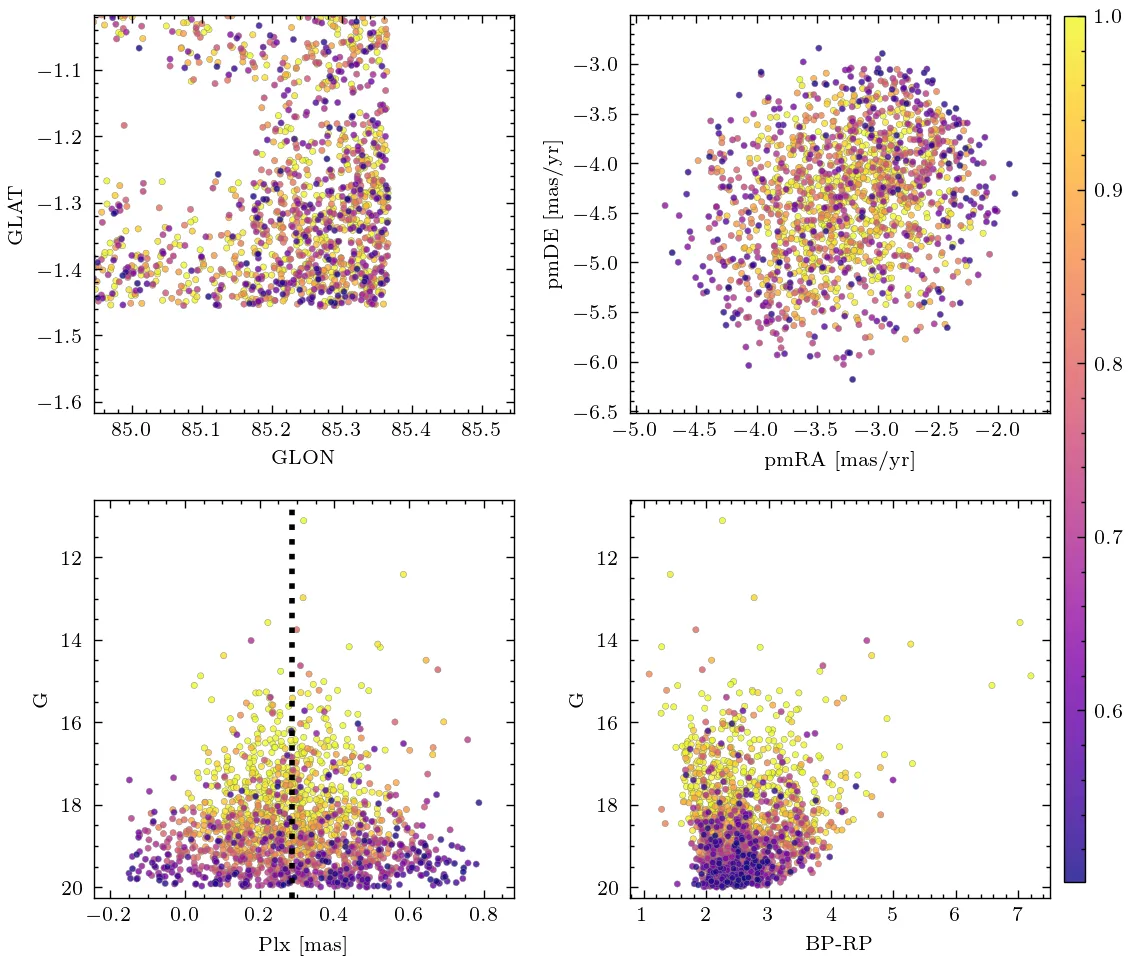 −1.1
−1.2
−1.3
−1.4
−1.5
−1.6
GLAT
85.0 85.1 85.2 85.3 85.4 85.5
GLON
−3.0
−3.5
−4.0
−4.5
−5.0
−5.5
−6.0
−6.5
pmDE [mas/yr]
−5.0 −4.5 −4.0 −3.5 −3.0 −2.5 −2.0
pmRA [mas/yr]
1.0
0.9
0.8
0.7
0.6
12
14
16
18
20
G
−0.2 0.0 0.2 0.4 0.6 0.8
Plx [mas]
12
14
16
18
20
G
1 2 3 4 5 6 7
BP-RP